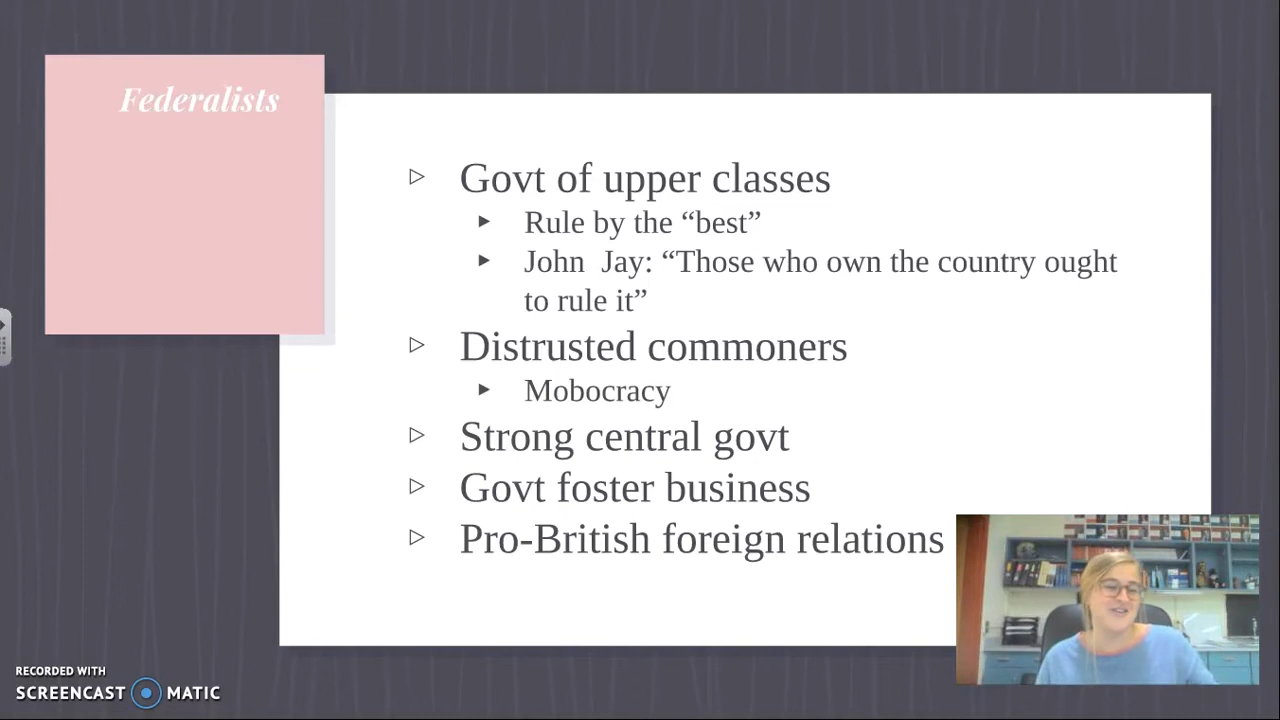 Federalists
▷ Govt of upper classes
▸ Rule by the “best”
▸ John Jay: “Those who own the country ought
to rule it”
▷ Distrusted commoners
▸ Mobocracy
▷ Strong central govt
▷ Govt foster business
▷ Pro-British foreign relations
RECORDED WITH
SCREENCAST MATIC